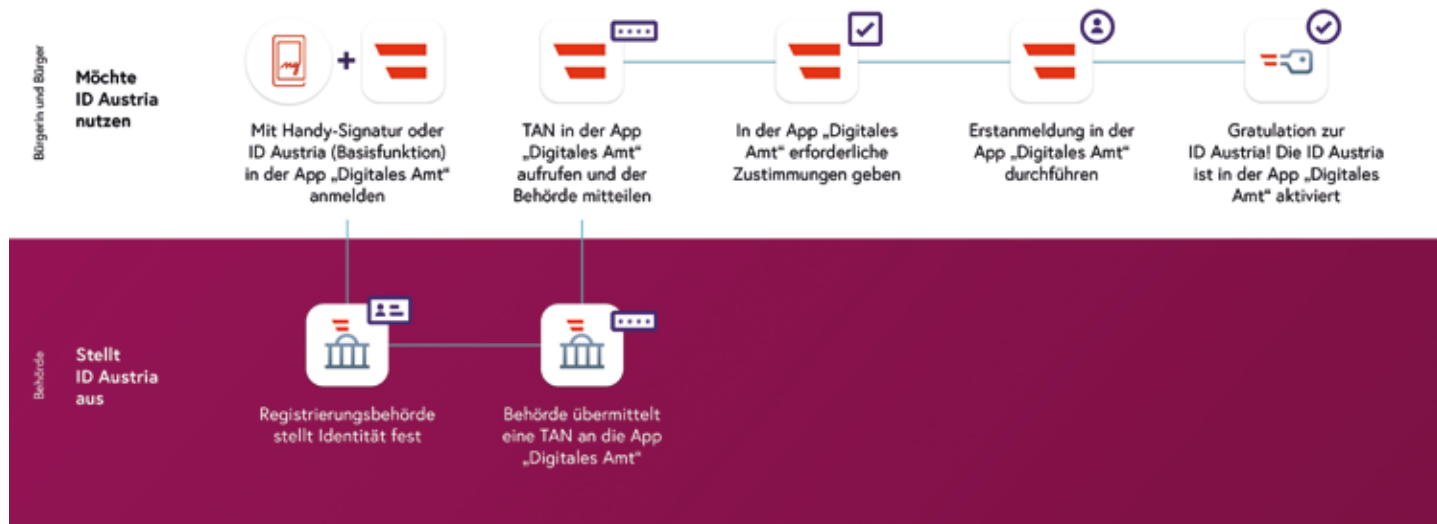 Bürgerin und Bürger
Möchte
ID Austria
nutzen
Mit Handy-Signatur oder
ID Austria (Basisfunktion)
in der App „Digitales Amt“
anmelden
TAN in der App
„Digitales Amt“
aufrufen und der
Behörde mitteilen
In der App „Digitales
Amt“ erforderliche
Zustimmungen geben
Erstanmeldung in der
App „Digitales Amt“
durchführen
Gratulation zur
ID Austria! Die ID Austria
ist in der App „Digitales
Amt“ aktiviert
Behörde
Stellt
ID Austria
aus
Registrierungsbehörde
stellt Identität fest
Behörde übermittelt
eine TAN an die App
„Digitales Amt“